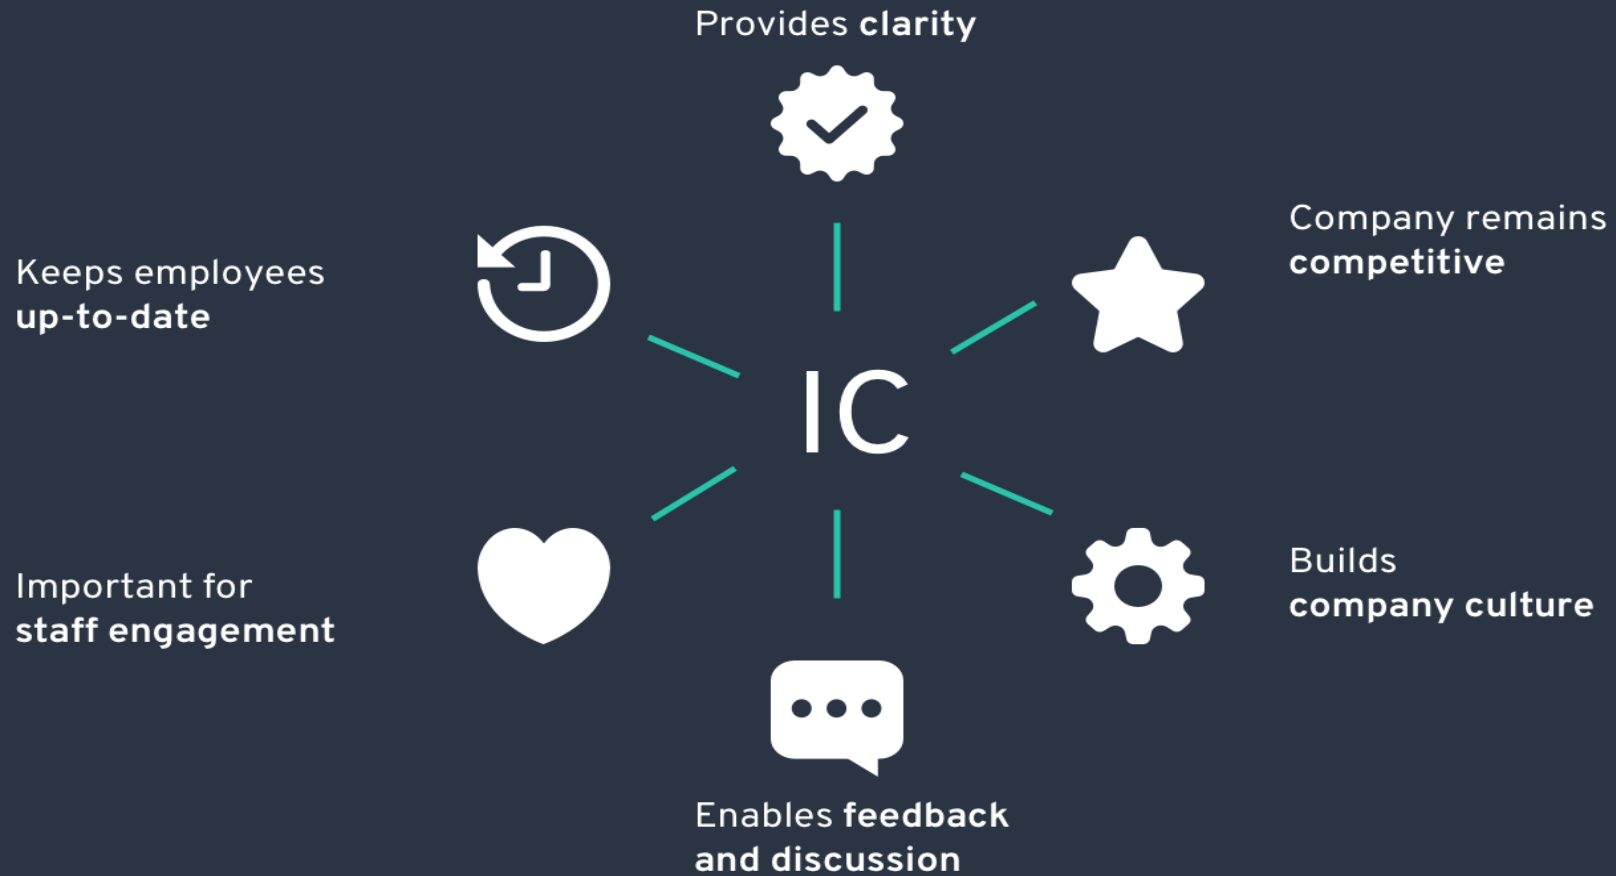 Provides clarity
Company remains
competitive
Keeps employees
up-to-date
IC
Builds
company culture
Important for
staff engagement
Enables feedback
and discussion